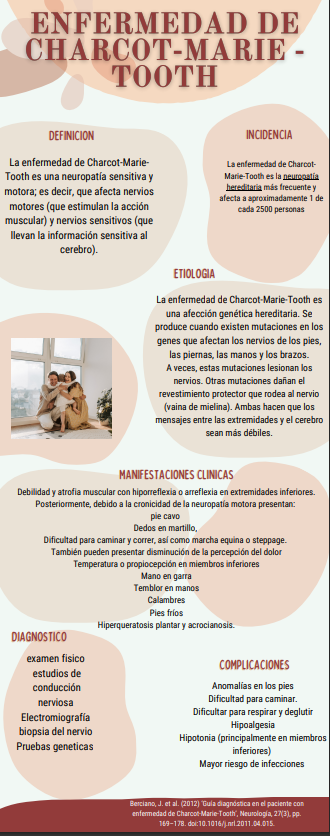 ENFERMEDAD DE
CHARCOT-MARIE -
TOOTH
DEFINICION
La enfermedad de Charcot-Marie-
Tooth es una neuropatía sensitiva y
motora; es decir, que afecta nervios
motores (que estimulan la acción
muscular) y nervios sensitivos (que
llevan la información sensitiva al
cerebro).
INCIDENCIA
La enfermedad de Charcot-
Marie-Tooth es la neuropatía
hereditaria más frecuente y
afecta a aproximadamente 1 de
cada 2500 personas
ETIOLOGIA
La enfermedad de Charcot-Marie-Tooth es
una afección genética hereditaria. Se
produce cuando existen mutaciones en los
genes que afectan los nervios de los pies,
las piernas, las manos y los brazos.
A veces, estas mutaciones lesionan los
nervios. Otras mutaciones dañan el
revestimiento protector que rodea al nervio
(vaina de mielina). Ambas hacen que los
mensajes entre las extremidades y el cerebro
sean más débiles.
MANIFESTACIONES CLINICAS
Debilidad y atrofia muscular con hiporreflexia o arreflexia en extremidades inferiores.
Posteriormente, debido a la cronicidad de la neuropatía motora presentan:
pie cavo
Dedos en martillo,
Dificultad para caminar y correr, así como marcha equina o steppage.
También pueden presentar disminución de la percepción del dolor
Temperatura o propiocepción en miembros inferiores
Mano en garra
Temblor en manos
Calambres
Pies fríos
Hiperqueratosis plantar y acrocianosis.
DIAGNOSTICO
examen fisico
estudios de
conducción
nerviosa
Electromiografía
biopsia del nervio
Pruebas geneticas
COMPLICACIONES
Anomalías en los pies
Dificultad para caminar.
Dificultar para respirar y deglutir
Hipoalgesia
Hipotonia (principalmente en miembros
inferiores)
Mayor riesgo de infecciones
Berciano, J. et al. (2012) 'Guía diagnóstica en el paciente con
enfermedad de Charcot-Marie-Tooth', Neurología, 27(3), pp.
169–178. doi:10.1016/j.nrl.2011.04.015.